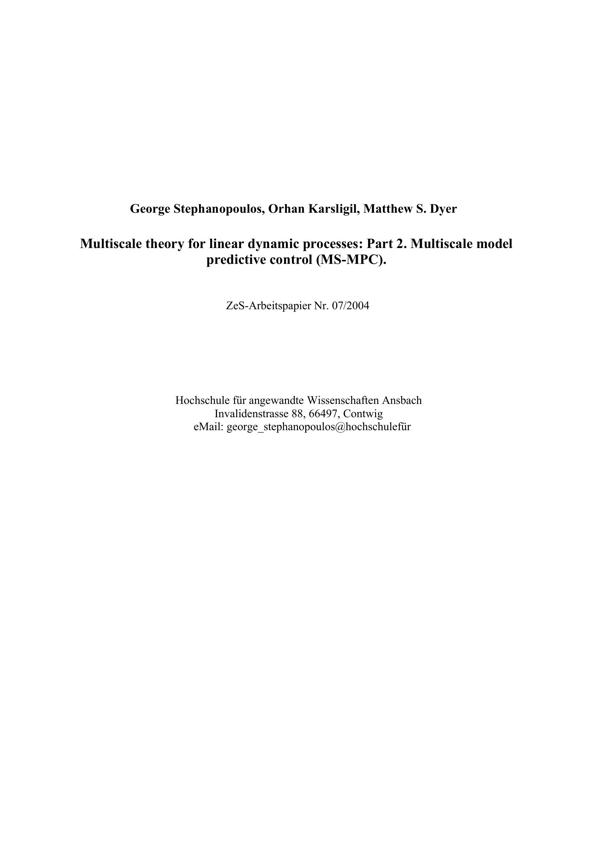 George Stephanopoulos, Orhan Karsligil, Matthew S. Dyer
Multiscale theory for linear dynamic processes: Part 2. Multiscale model
predictive control (MS-MPC).
ZeS-Arbeitspapier Nr. 07/2004
Hochschule für angewandte Wissenschaften Ansbach
Invalidenstrasse 88, 66497, Contwig
eMail: george_stephanopoulos@hochschulefür